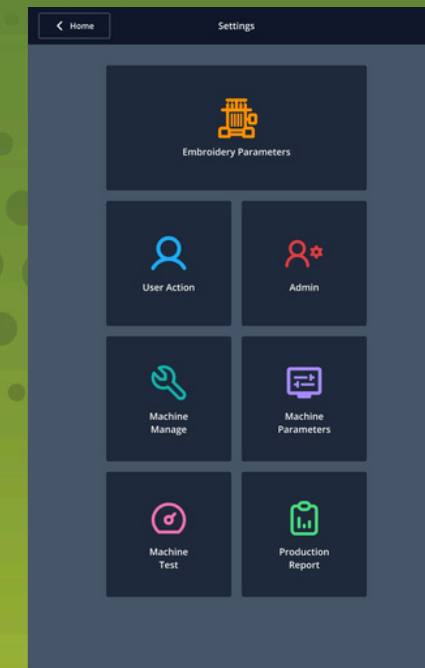 Home
Settings
Embroidery Parameters
User Action
Admin
Machine
Manage
Machine
Parameters
Machine
Test
Production
Report